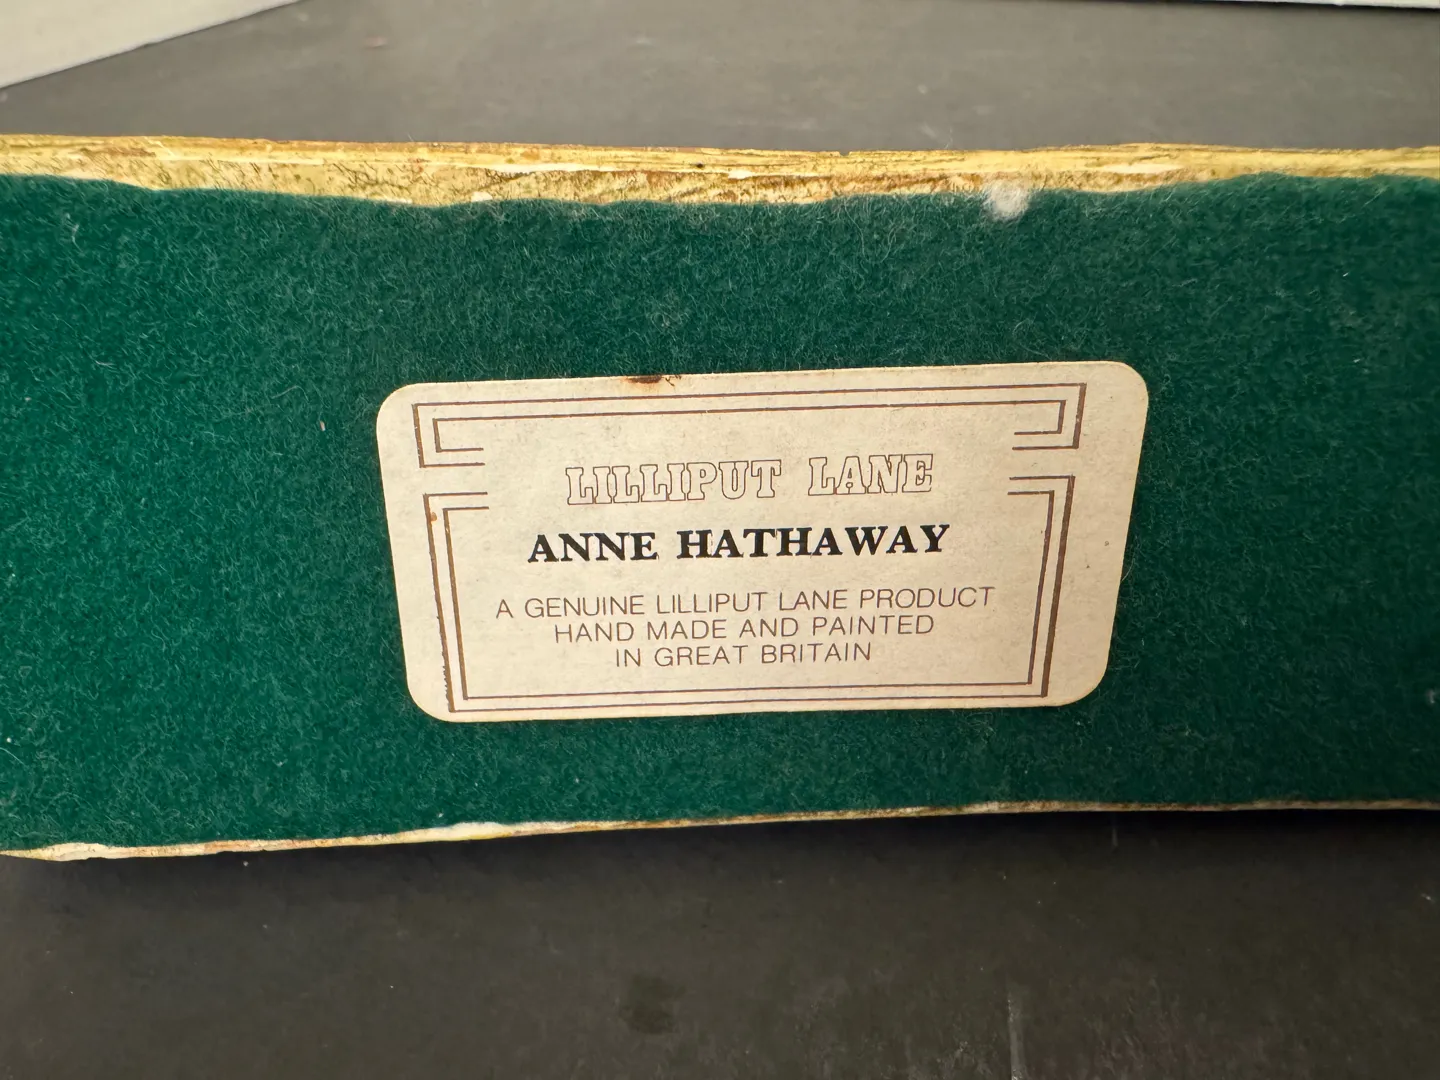 LILLIPUT LANE
ANNE HATHAWAY
A GENUINE LILLIPUT LANE PRODUCT
HAND MADE AND PAINTED
IN GREAT BRITAIN